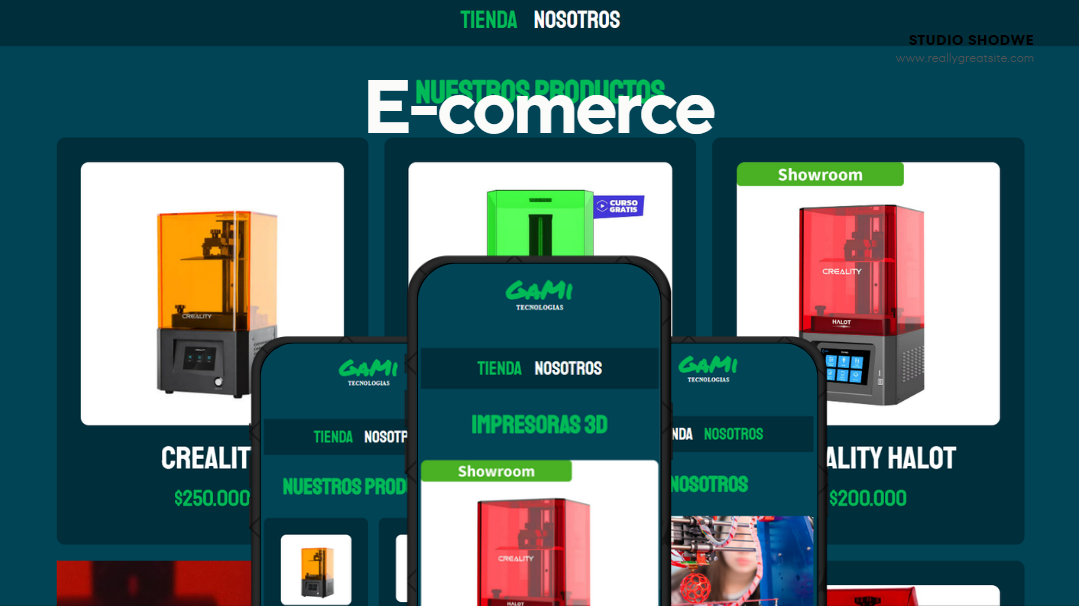 TIENDA NOSOTROS
STUDIO SHODWE
www.reallygreatsite.com
NUESTROS PRODUCTOS
E-comerce
Showroom
CURSO
GRATIS
CREALITY
CREALITY
HALOT
CREALIT
$250.000
ALITY HALOT
$200.000
GAMI
TECNOLOGIAS
TIENDA NOSOTROS
IMPRESORAS 3D
Showroom
CREALITY
HALOT
GAMI
TECNOLOGIAS
TIENDA NOSOTR
NUESTROS PROD
GAMI
TECNOLOGIAS
NDA NOSOTROS
NOSOTROS